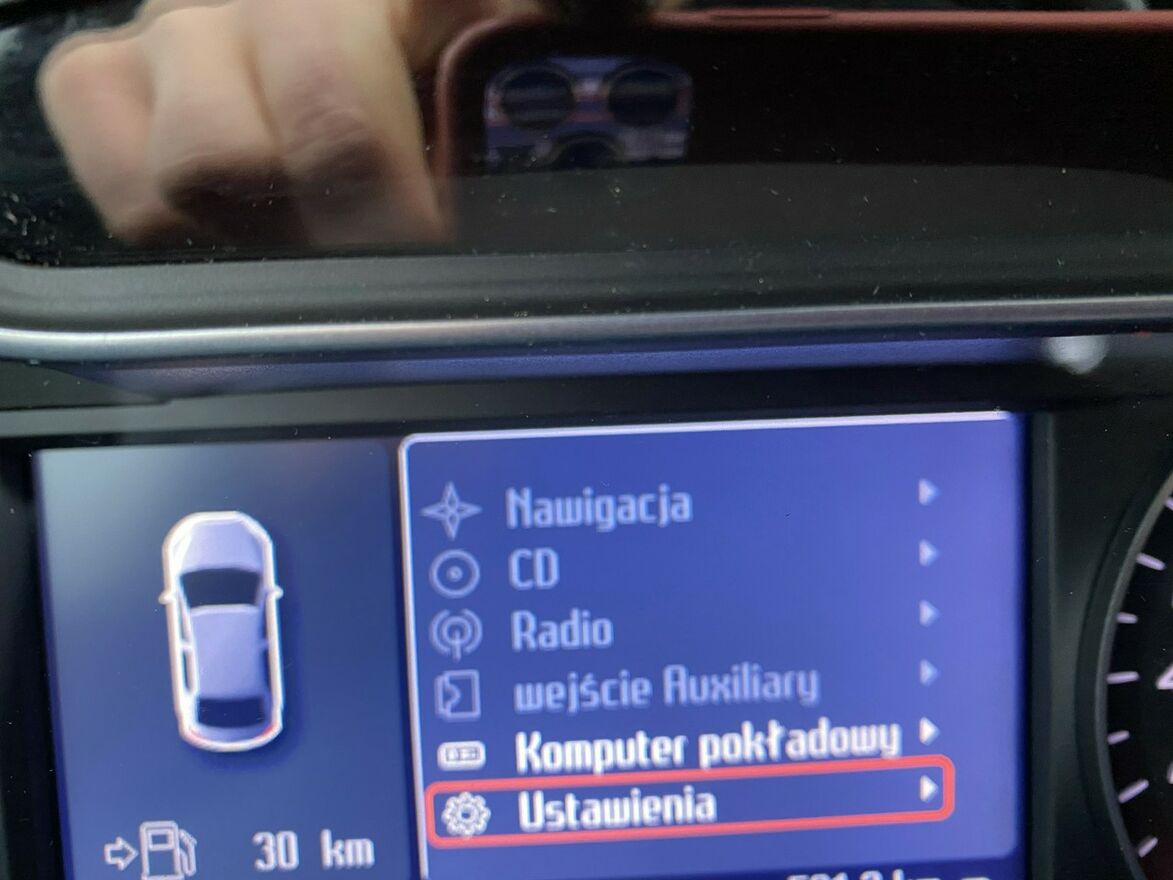 Nawigacja
CD
Radio
wejście Auxiliary
Komputer pokładowy
Ustawienia
30 km